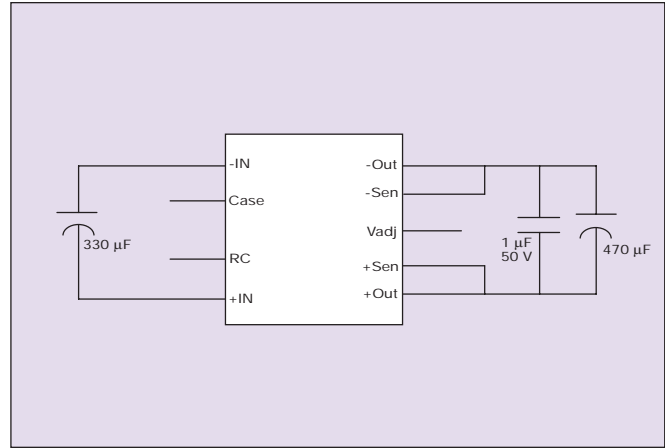 -IN
Case
RC
+IN
-Out
-Sen
Vadj
+Sen
+Out
330 µF
1 µF
50 V
470 µF